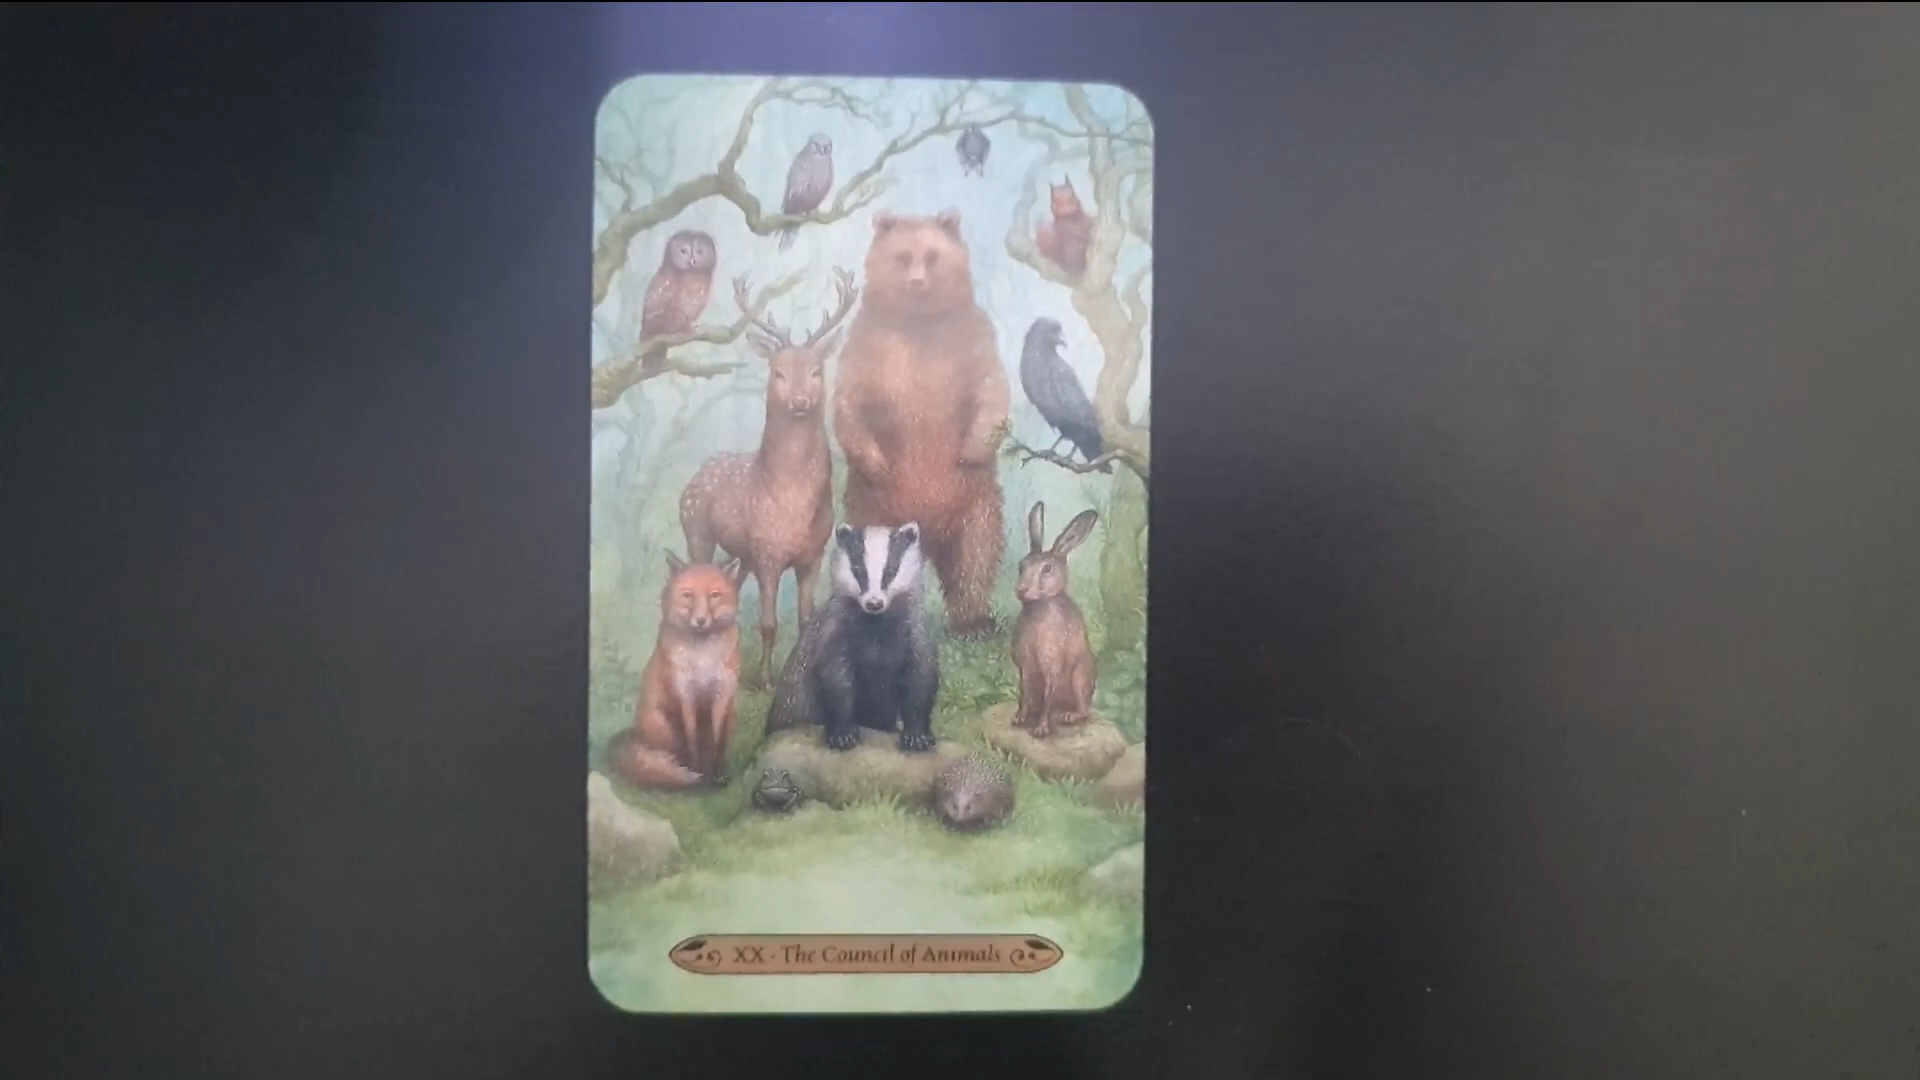 XX - The Council of Animals